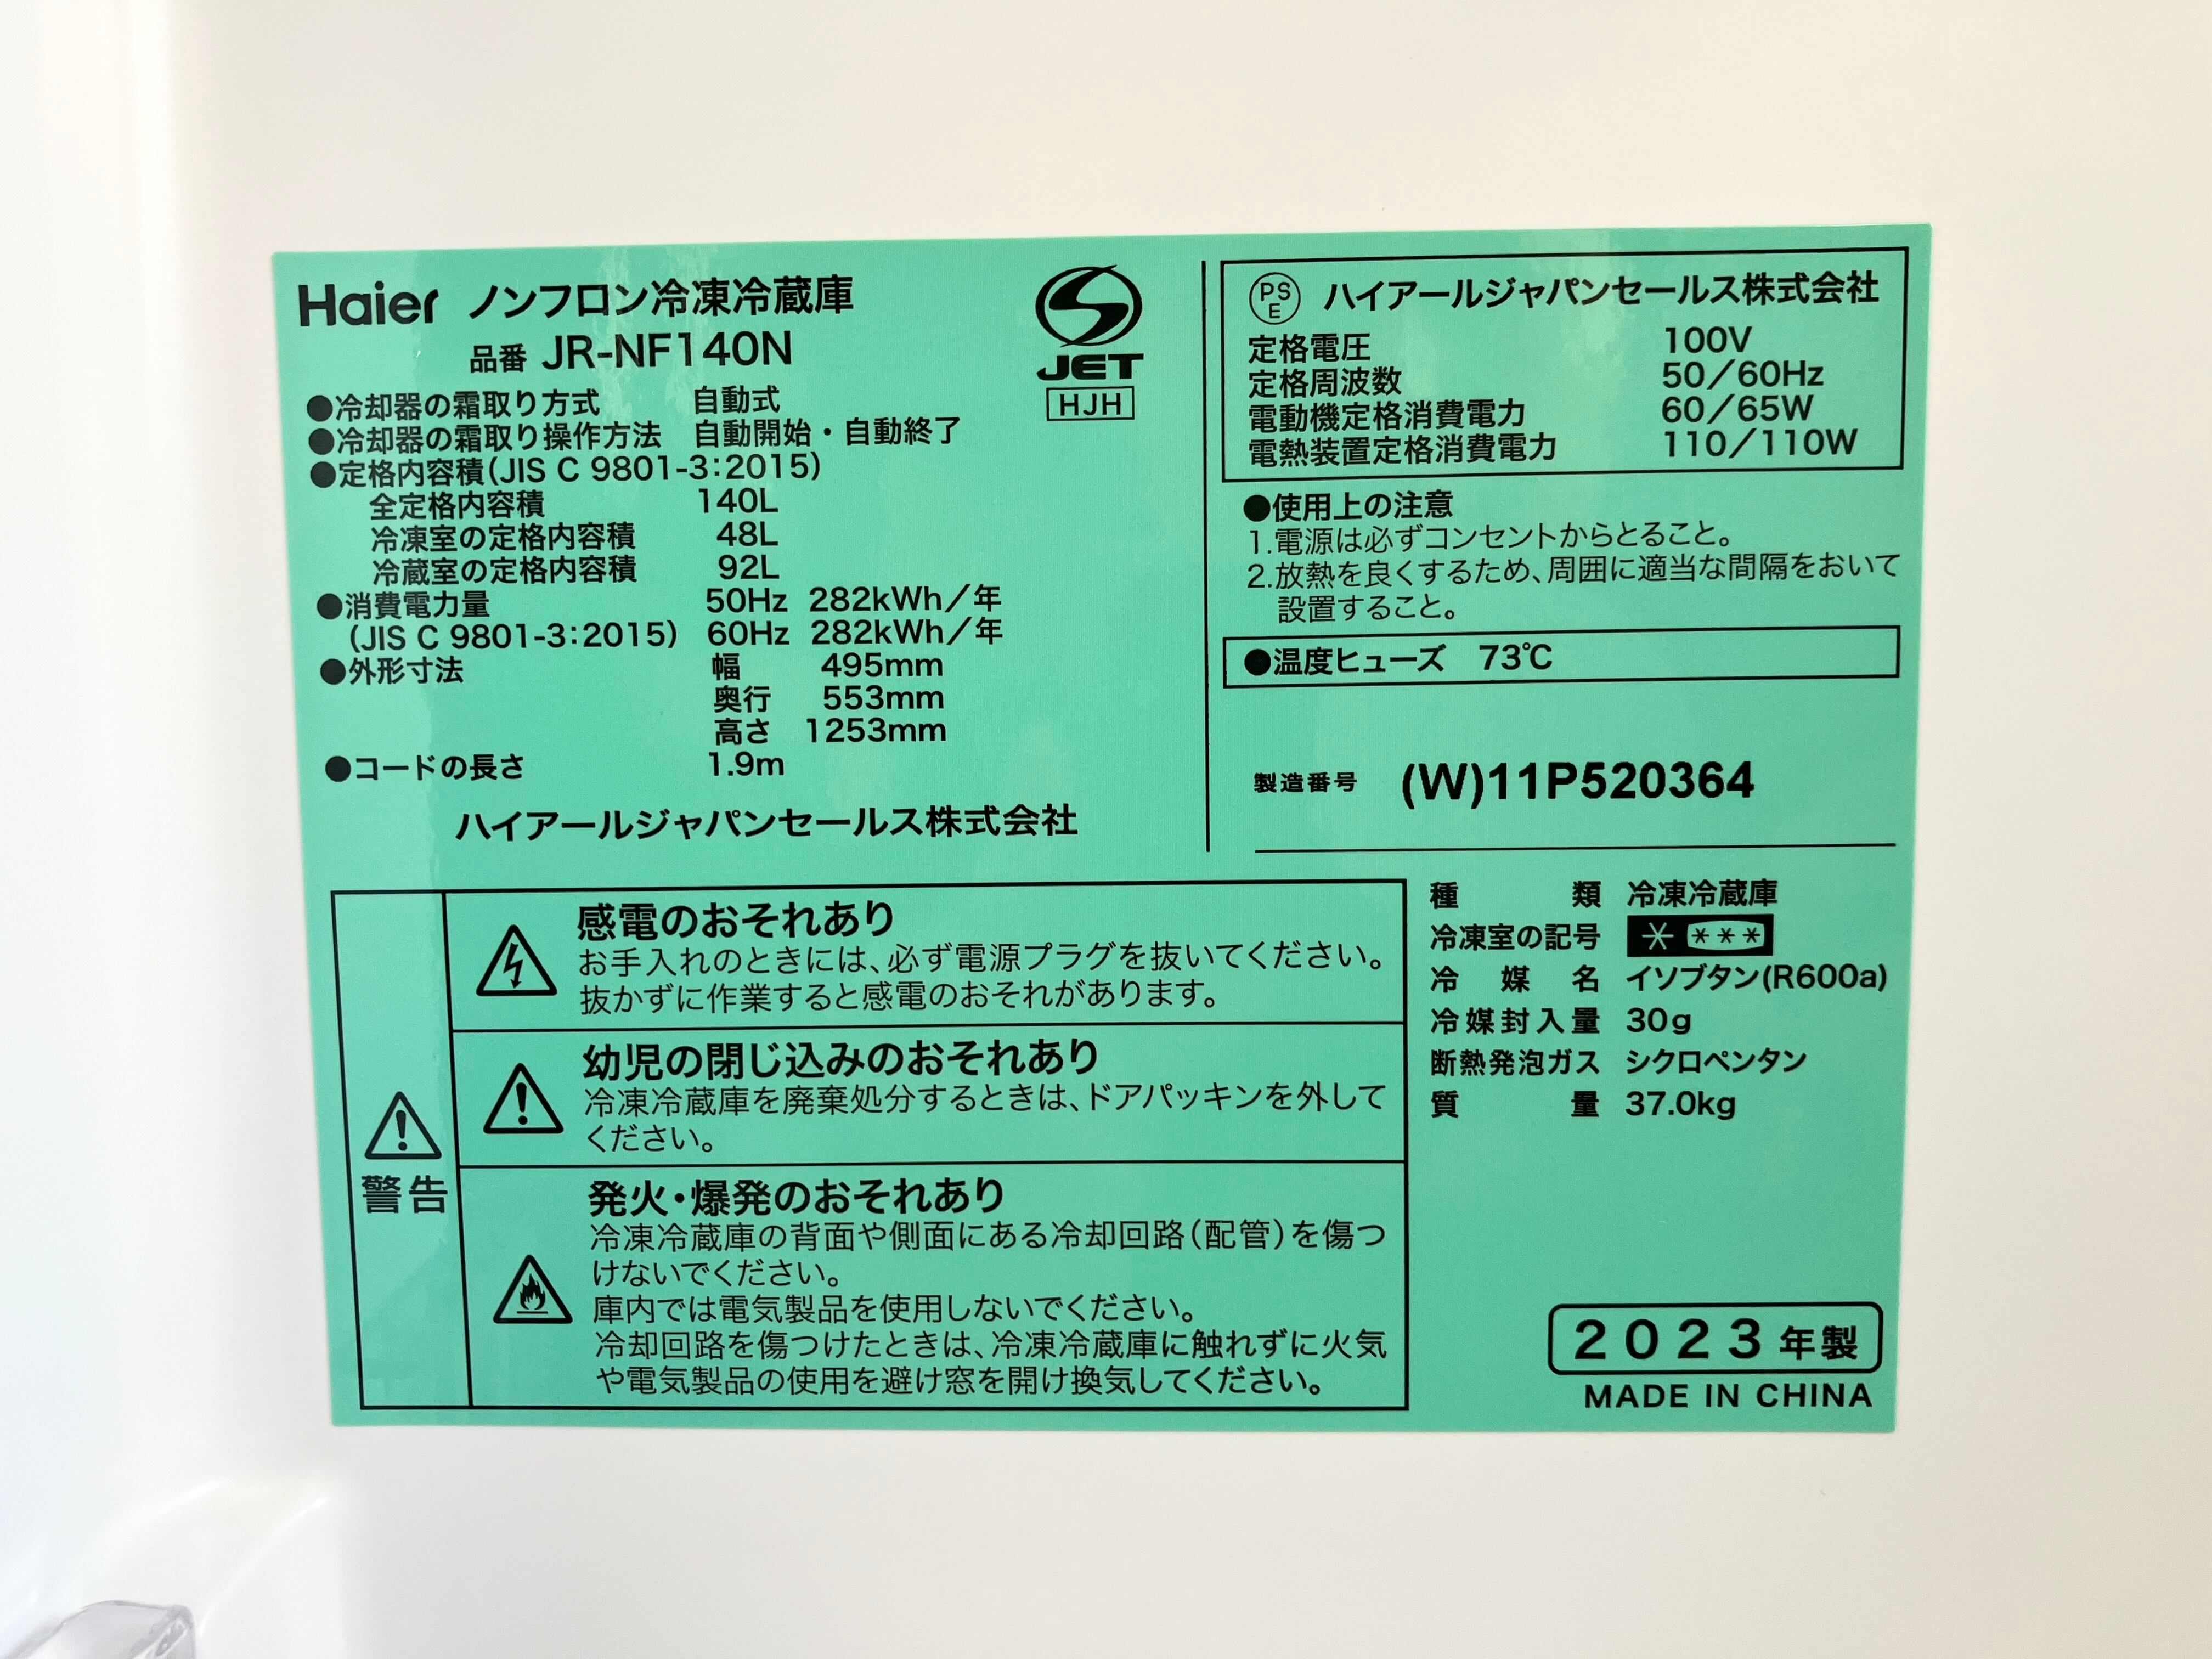 Haier ノンフロン冷凍冷蔵庫
品番 JR-NF140N
●冷却器の霜取り方式 自動式
●冷却器の霜取り操作方法 自動開始・自動終了
●定格内容積(JIS C 9801-3:2015)
全定格内容積 140L
冷凍室の定格内容積 48L
冷蔵室の定格内容積 92L
●消費電力量 50Hz 282kWh/年
(JIS C 9801-3:2015) 60Hz 282kWh/年
●外形寸法 幅 495mm
奥行 553mm
高さ 1253mm
●コードの長さ 1.9m
ハイアールジャパンセールス株式会社
JET
HJH
PS
E
ハイアールジャパンセールス株式会社
定格電圧 100V
定格周波数 50/60Hz
電動機定格消費電力 60/65W
電熱装置定格消費電力 110/110W
●使用上の注意
1.電源は必ずコンセントからとること。
2.放熱を良くするため、周囲に適当な間隔をおいて
設置すること。
●温度ヒューズ 73℃
製造番号 (W)11P520364
警告
感電のおそれあり
お手入れのときには、必ず電源プラグを抜いてください。
抜かずに作業すると感電のおそれがあります。
幼児の閉じ込みのおそれあり
冷凍冷蔵庫を廃棄処分するときは、ドアパッキンを外して
ください。
発火・爆発のおそれあり
冷凍冷蔵庫の背面や側面にある冷却回路(配管)を傷つ
けないでください。
庫内では電気製品を使用しないでください。
冷却回路を傷つけたときは、冷凍冷蔵庫に触れずに火気
や電気製品の使用を避け窓を開け換気してください。
種類 冷凍冷蔵庫
冷凍室の記号 * ***
冷媒名 イソブタン(R600a)
冷媒封入量 30g
断熱発泡ガス シクロペンタン
質量 37.0kg
2023年製
MADE IN CHINA